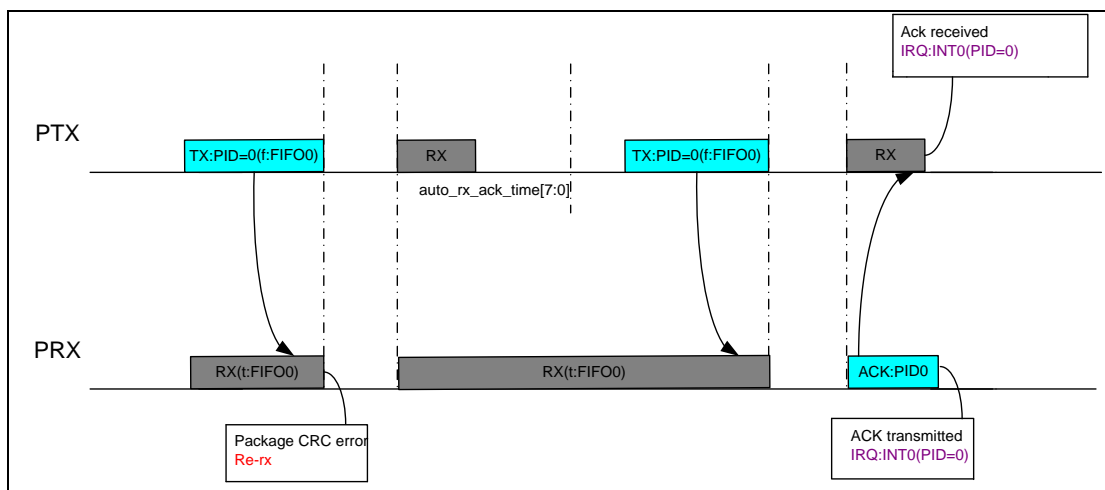 Ack received
IRQ:INT0(PID=0)
PTX
TX:PID=0(f:FIFO0)
RX
TX:PID=0(f:FIFO0)
RX
auto_rx_ack_time[7:0]
PRX
RX(t:FIFO0)
RX(t:FIFO0)
ACK:PID0
Package CRC error
Re-rx
ACK transmitted
IRQ:INT0(PID=0)